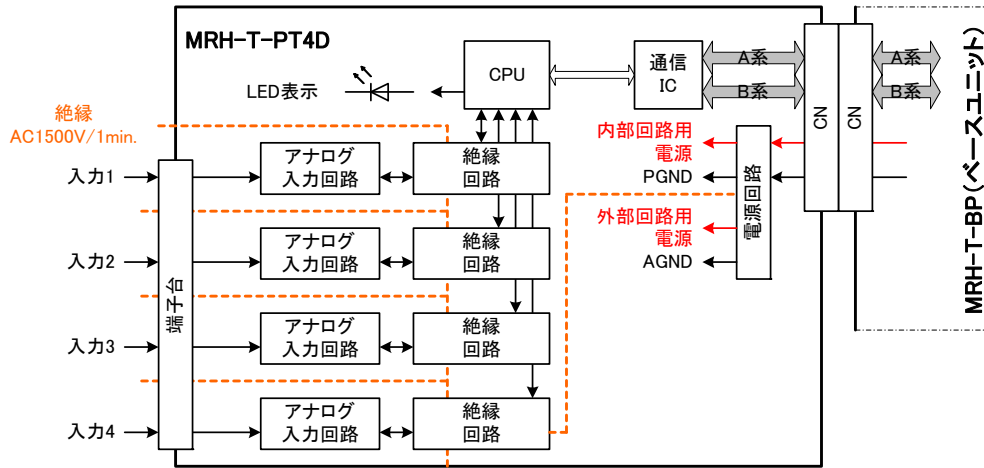 MRH-T-PT4D
LED表示
CPU
通信
IC
A系
B系
CN
CN
A系
B系
MRH-T-BP(ベースユニット)
絶縁
AC1500V/1min.
内部回路用
電源
PGND
外部回路用
電源
AGND
電源回路
端子台
入力1
アナログ
入力回路
絶縁
回路
入力2
アナログ
入力回路
絶縁
回路
入力3
アナログ
入力回路
絶縁
回路
入力4
アナログ
入力回路
絶縁
回路